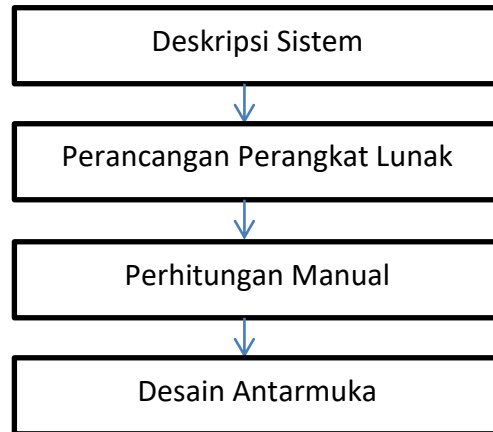 Deskripsi Sistem
Perancangan Perangkat Lunak
Perhitungan Manual
Desain Antarmuka